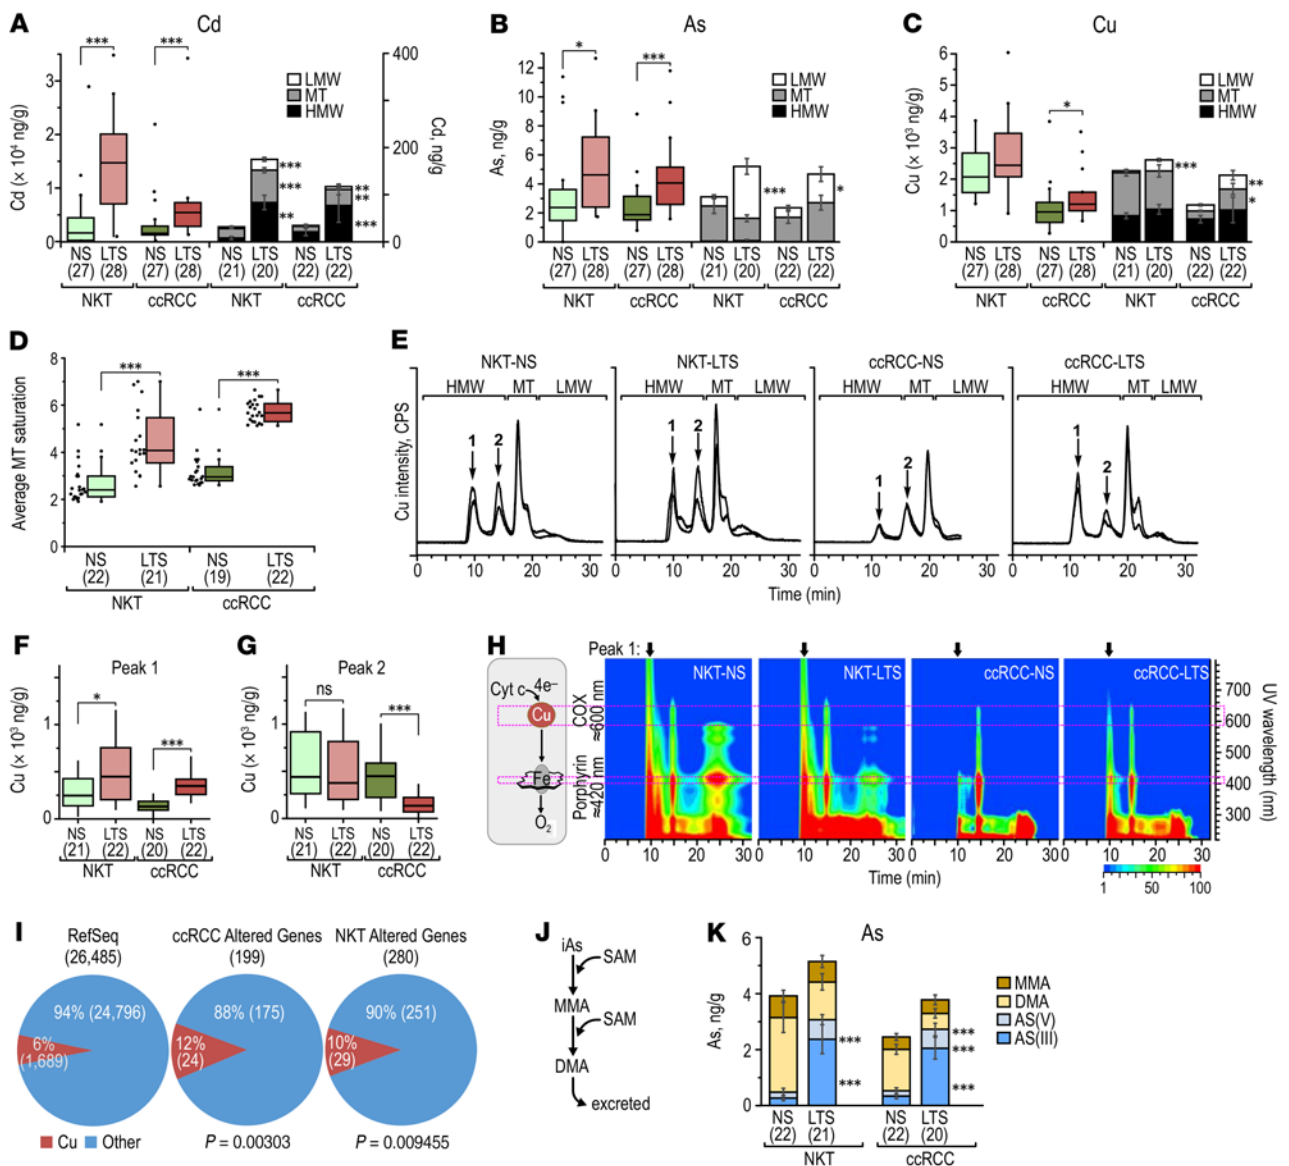 A
Cd
Cd (× 10⁴ ng/g)
3
2
1
0
***
***
LMW
MT
HMW
400
200
0
Cd, ng/g
***
***
**
**
**
***
NS LTS NS LTS NS LTS NS LTS
(27) (28) (27) (28) (21) (20) (22) (22)
NKT ccRCC NKT ccRCC
B
As
As, ng/g
12
10
8
6
4
2
0
*
***
LMW
MT
HMW
***
*
NS LTS NS LTS NS LTS NS LTS
(27) (28) (27) (28) (21) (20) (22) (22)
NKT ccRCC NKT ccRCC
C
Cu
Cu (× 10³ ng/g)
6
5
4
3
2
1
0
*
LMW
MT
HMW
***
**
*
NS LTS NS LTS NS LTS NS LTS
(27) (28) (27) (28) (21) (20) (22) (22)
NKT ccRCC NKT ccRCC
D
Average MT saturation
8
6
4
2
0
***
***
NS LTS NS LTS
(22) (21) (19) (22)
NKT ccRCC
E
Cu intensity, CPS
NKT-NS NKT-LTS ccRCC-NS ccRCC-LTS
HMW MT LMW HMW MT LMW HMW MT LMW HMW MT LMW
1 2 1 2 1 2 1 2
0 10 20 30 0 10 20 30 0 10 20 30 0 10 20 30
Time (min)
F
Peak 1
Cu (× 10³ ng/g)
1
0
*
***
NS LTS NS LTS
(21) (22) (20) (22)
NKT ccRCC
G
Peak 2
Cu (× 10³ ng/g)
1
0
ns
***
NS LTS NS LTS
(21) (22) (20) (22)
NKT ccRCC
H
Peak 1:
Cyt c 4e⁻
Cu
Fe
O₂
COX
≈600 nm
Porphyrin
≈420 nm
NKT-NS NKT-LTS ccRCC-NS ccRCC-LTS
700
600
500
400
300
UV wavelength (nm)
0 10 20 30 0 10 20 30 0 10 20 30 0 10 20 30
Time (min)
1 50 100
I
RefSeq ccRCC Altered Genes NKT Altered Genes
(26,485) (199) (280)
94% (24,796) 88% (175) 90% (251)
6% 12% 10%
(1,689) (24) (29)
Cu Other P = 0.00303 P = 0.009455
J
iAs
SAM
MMA
SAM
DMA
excreted
K
As
As, ng/g
6
4
2
0
***
***
***
***
***
MMA
DMA
AS(V)
AS(III)
NS LTS NS LTS
(22) (21) (22) (20)
NKT ccRCC